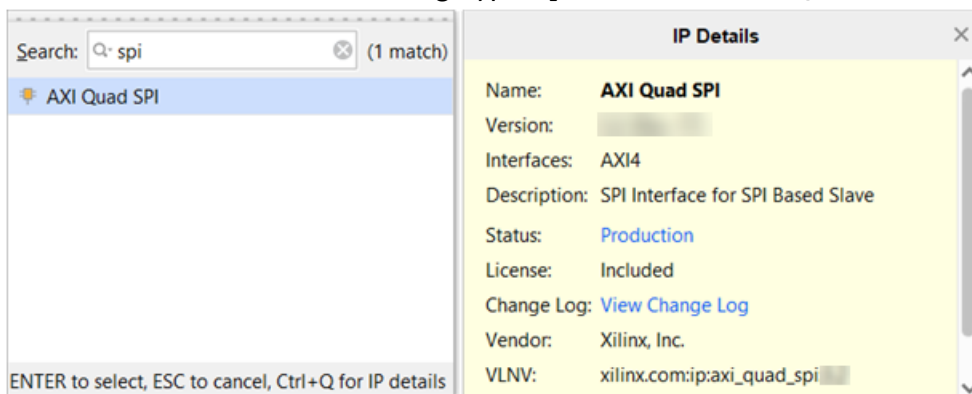 Search: spi (1 match)
AXI Quad SPI
ENTER to select, ESC to cancel, Ctrl+Q for IP details
IP Details
Name: AXI Quad SPI
Version:
Interfaces: AXI4
Description: SPI Interface for SPI Based Slave
Status: Production
License: Included
Change Log: View Change Log
Vendor: Xilinx, Inc.
VLNV: xilinx.com:ip:axi_quad_spi